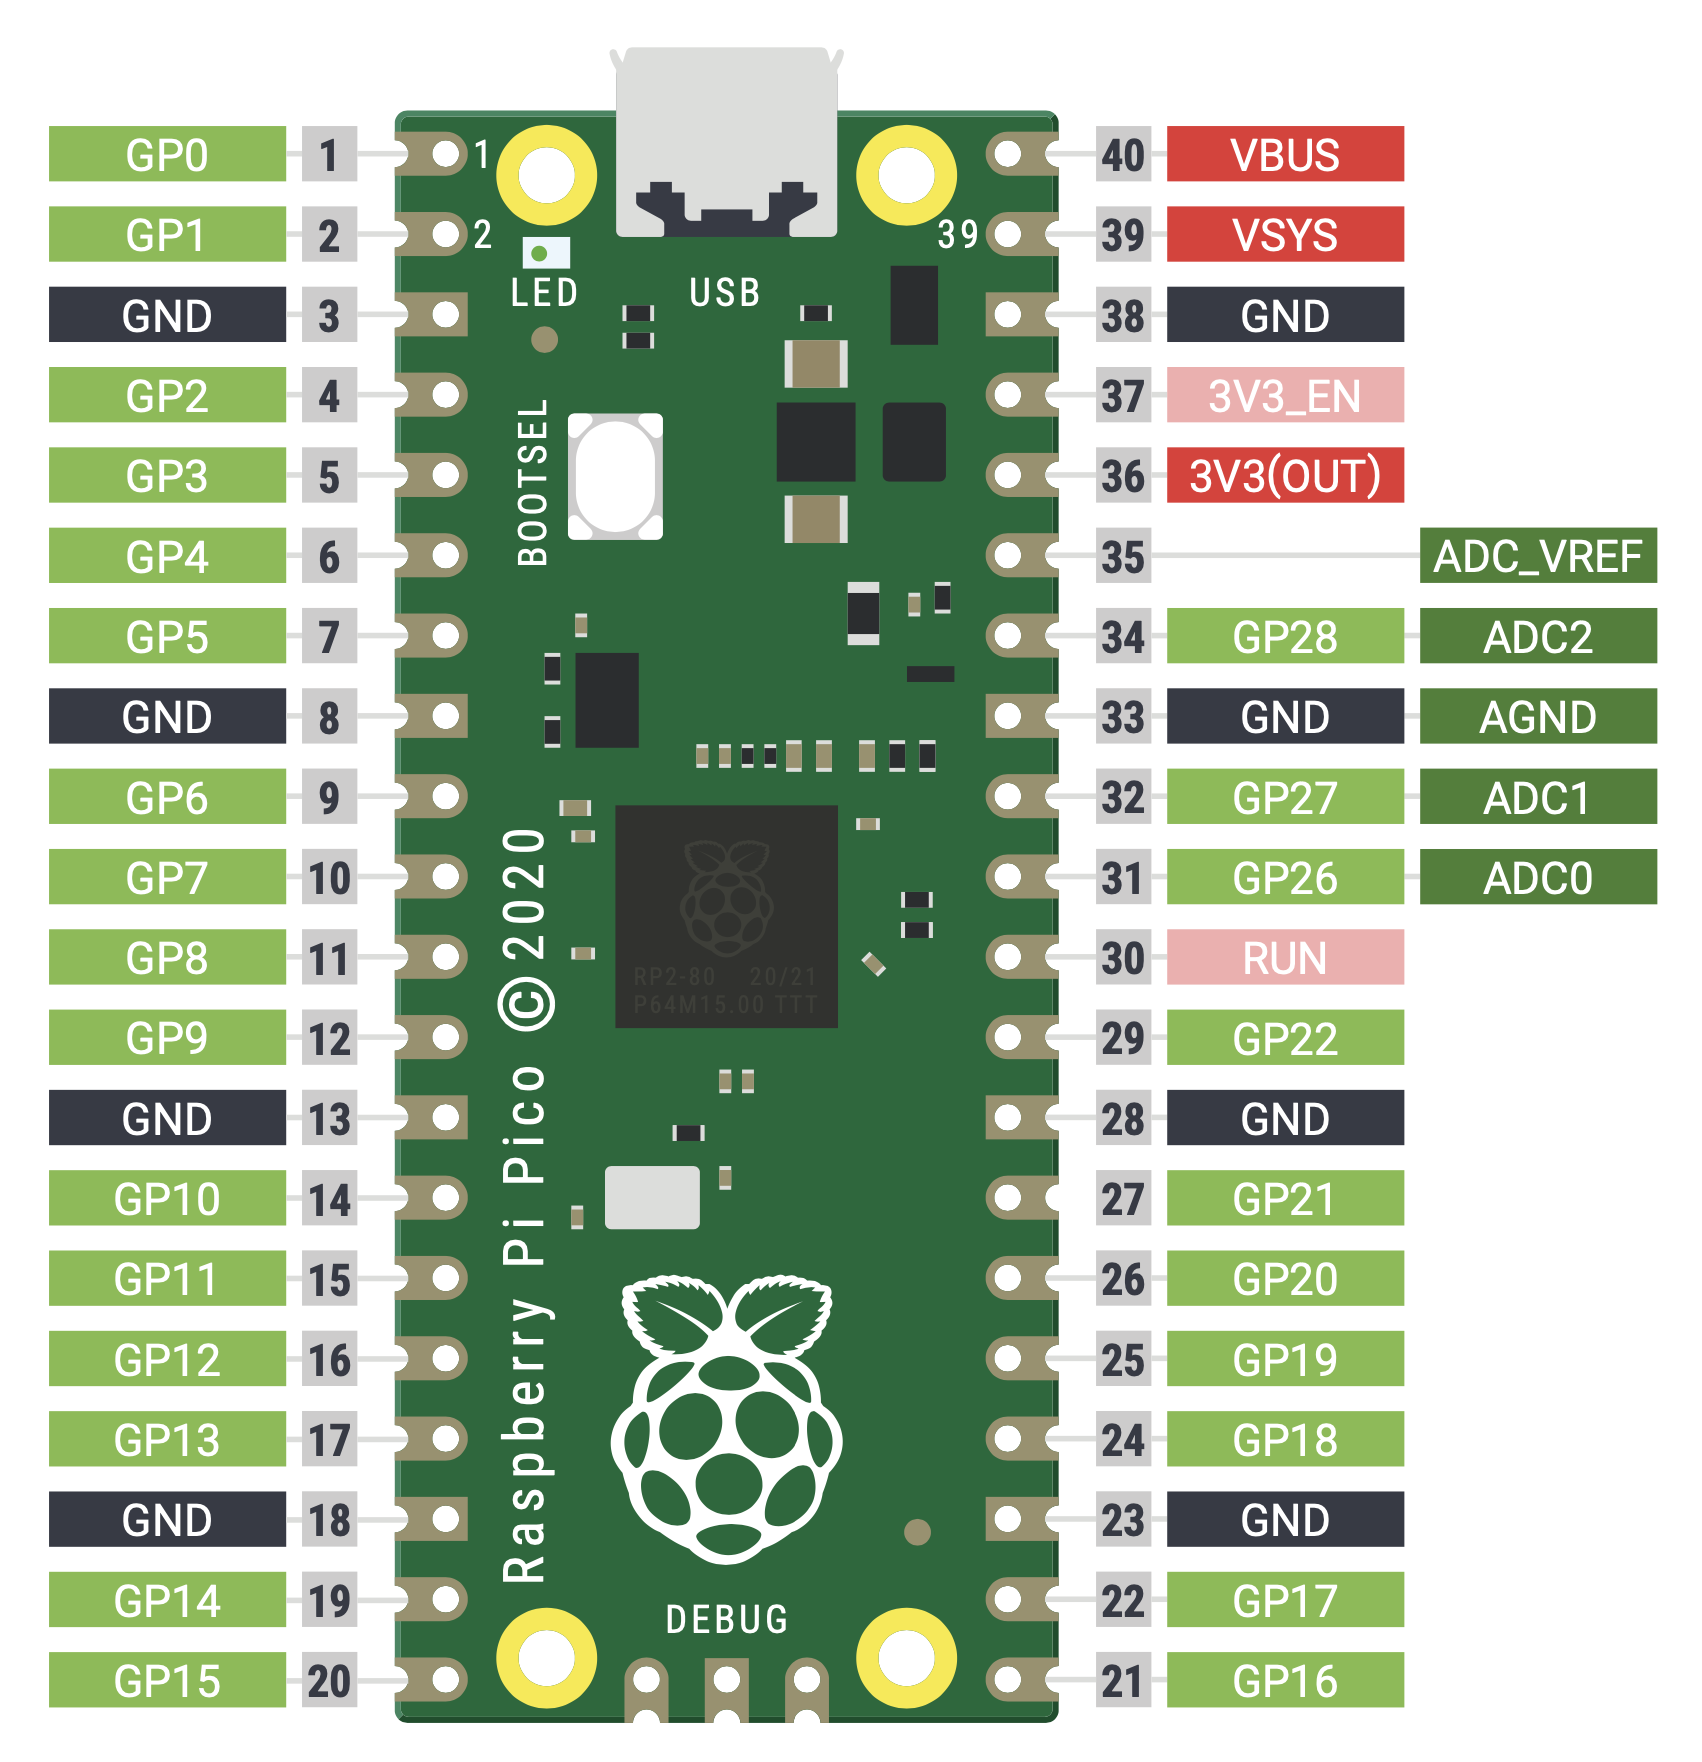 GP0 1 1 40 VBUS
GP1 2 2 39 39 VSYS
LED USB
GND 3 38 GND
GP2 4 37 3V3_EN
GP3 5 36 3V3(OUT)
BOOTSEL
GP4 6 35 ADC_VREF
GP5 7 34 GP28 ADC2
GND 8 33 GND AGND
GP6 9 32 GP27 ADC1
GP7 10 31 GP26 ADC0
GP8 11 30 RUN
RP2-80 20/21
P64M15.00 TTT
GP9 12 29 GP22
GND 13 28 GND
GP10 14 27 GP21
Raspberry Pi Pico ©2020
GP11 15 26 GP20
GP12 16 25 GP19
GP13 17 24 GP18
GND 18 23 GND
GP14 19 22 GP17
DEBUG
GP15 20 21 GP16